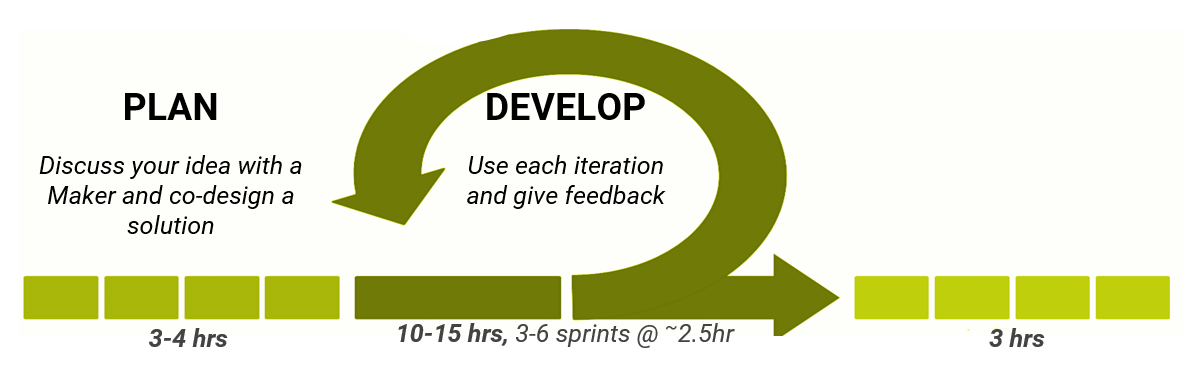 PLAN
Discuss your idea with a
Maker and co-design a
solution
DEVELOP
Use each iteration
and give feedback
3-4 hrs
10-15 hrs, 3-6 sprints @ ~2.5hr
3 hrs